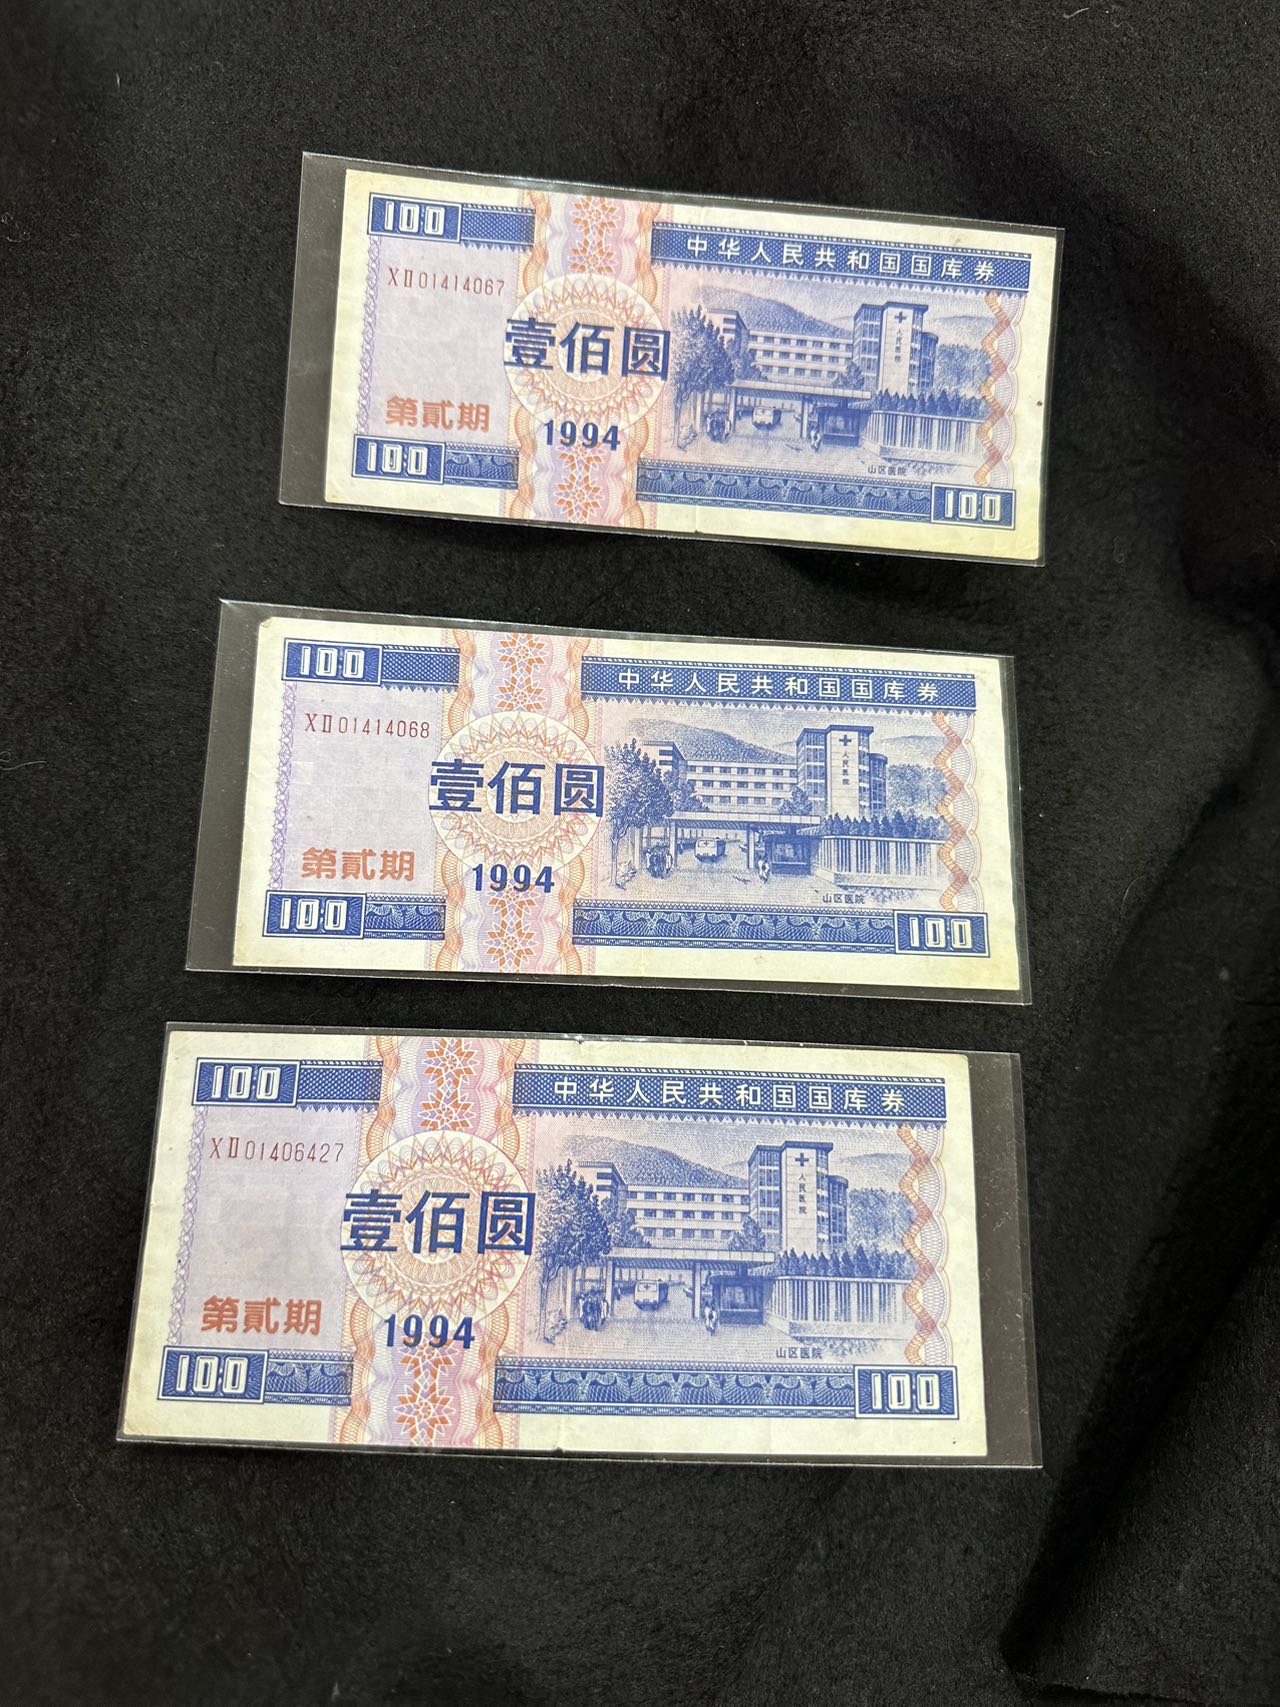 100
中华人民共和国国库券
XⅡ01414067
人民医院
壹佰圆
第贰期
1994
山区医院
100
100
100
中华人民共和国国库券
XⅡ01414068
人民医院
壹佰圆
第贰期
1994
山区医院
100
100
100
中华人民共和国国库券
XⅡ01406427
人民医院
壹佰圆
第贰期
1994
山区医院
100
100